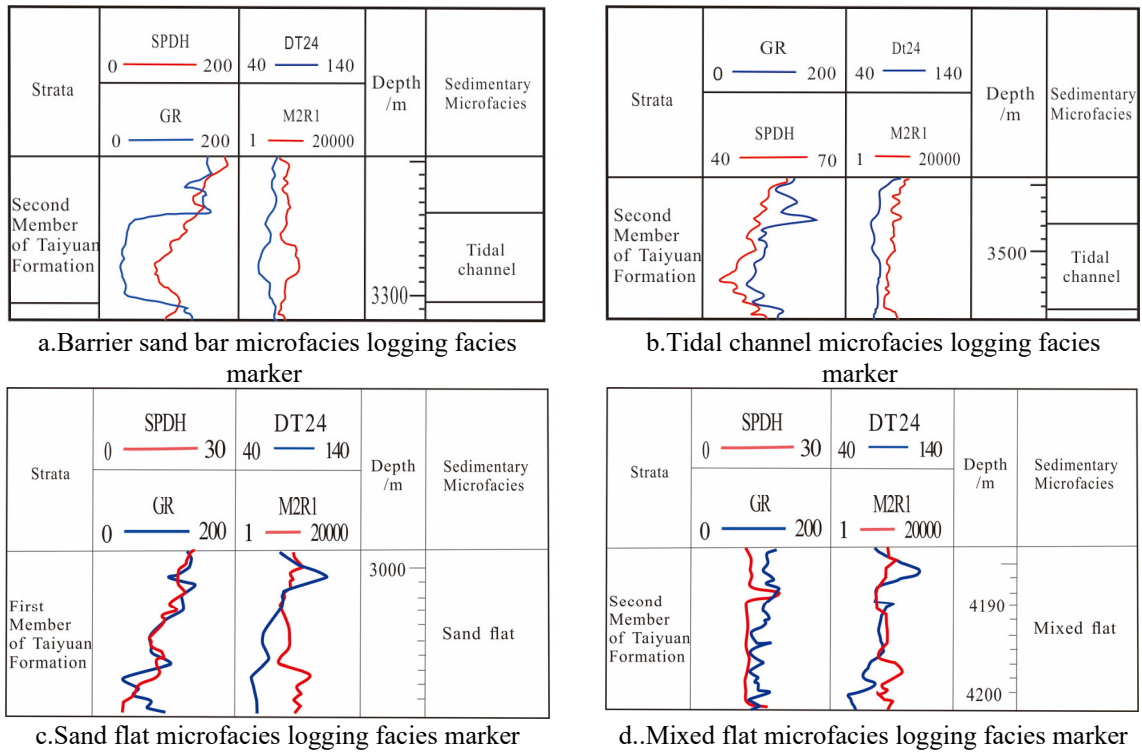 Strata
SPDH
0 200
GR
0 200
DT24
40 140
M2R1
1 20000
Depth
/m
Sedimentary
Microfacies
Second
Member
of Taiyuan
Formation
3300
Tidal
channel
a.Barrier sand bar microfacies logging facies
marker
Strata
GR
0 200
SPDH
40 70
Dt24
40 140
M2R1
1 20000
Depth
/m
Sedimentary
Microfacies
Second
Member
of Taiyuan
Formation
3500
Tidal
channel
b.Tidal channel microfacies logging facies
marker
Strata
SPDH
0 30
GR
0 200
DT24
40 140
M2R1
1 20000
Depth
/m
Sedimentary
Microfacies
First
Member
of Taiyuan
Formation
3000
Sand flat
c.Sand flat microfacies logging facies marker
Strata
SPDH
0 30
GR
0 200
DT24
40 140
M2R1
1 20000
Depth
/m
Sedimentary
Microfacies
Second
Member
of Taiyuan
Formation
4190
4200
Mixed flat
d..Mixed flat microfacies logging facies marker